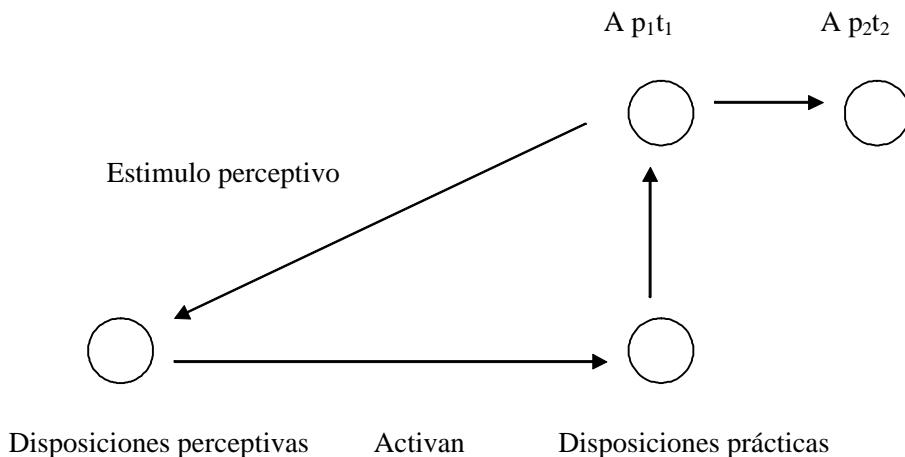 A p₁t₁ A p₂t₂
Estimulo perceptivo
Disposiciones perceptivas Activan Disposiciones prácticas